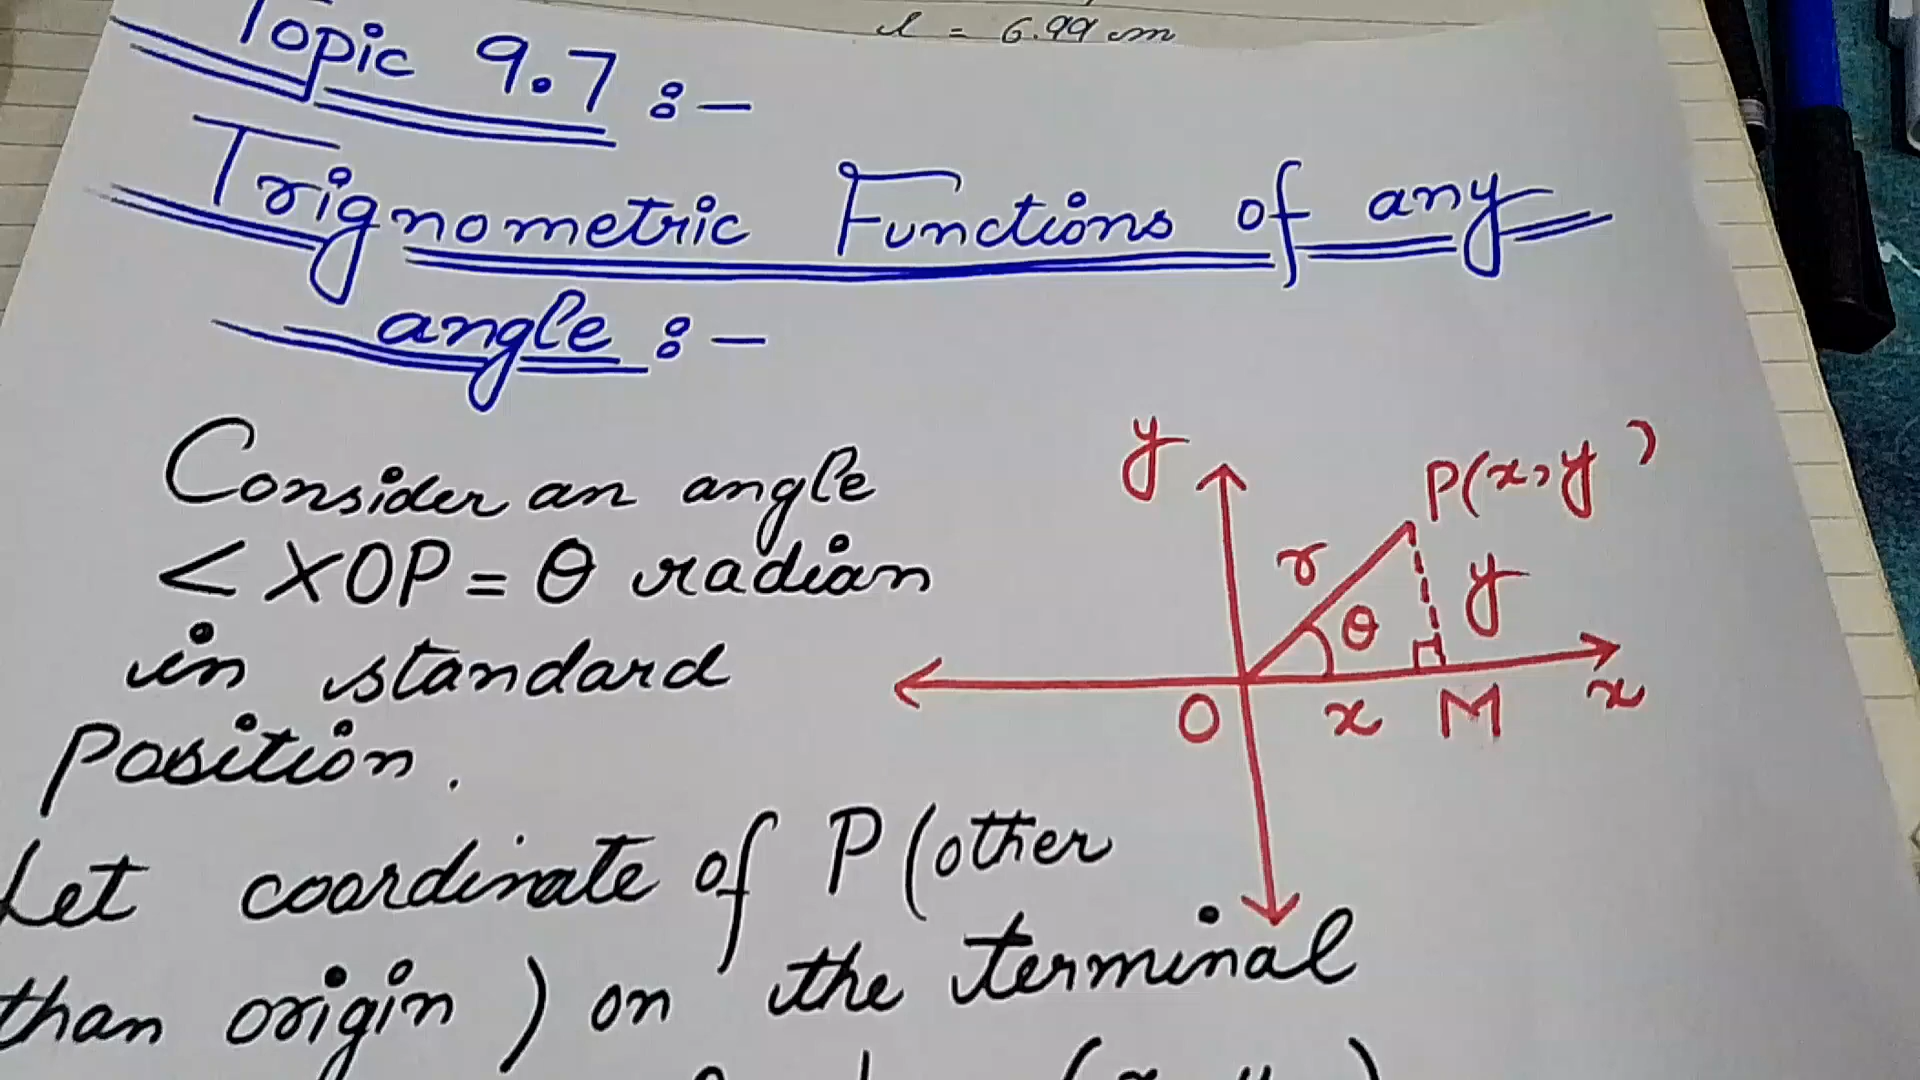 l = 6.99 cm
Topic 9.7 :-
Trignometric Functions of any
angle :-
Consider an angle
< XOP = θ radian
in standard
position.
Let coordinate of P (other
than origin) on the terminal
y
P(x,y)
r
θ
y
O
x
M
x